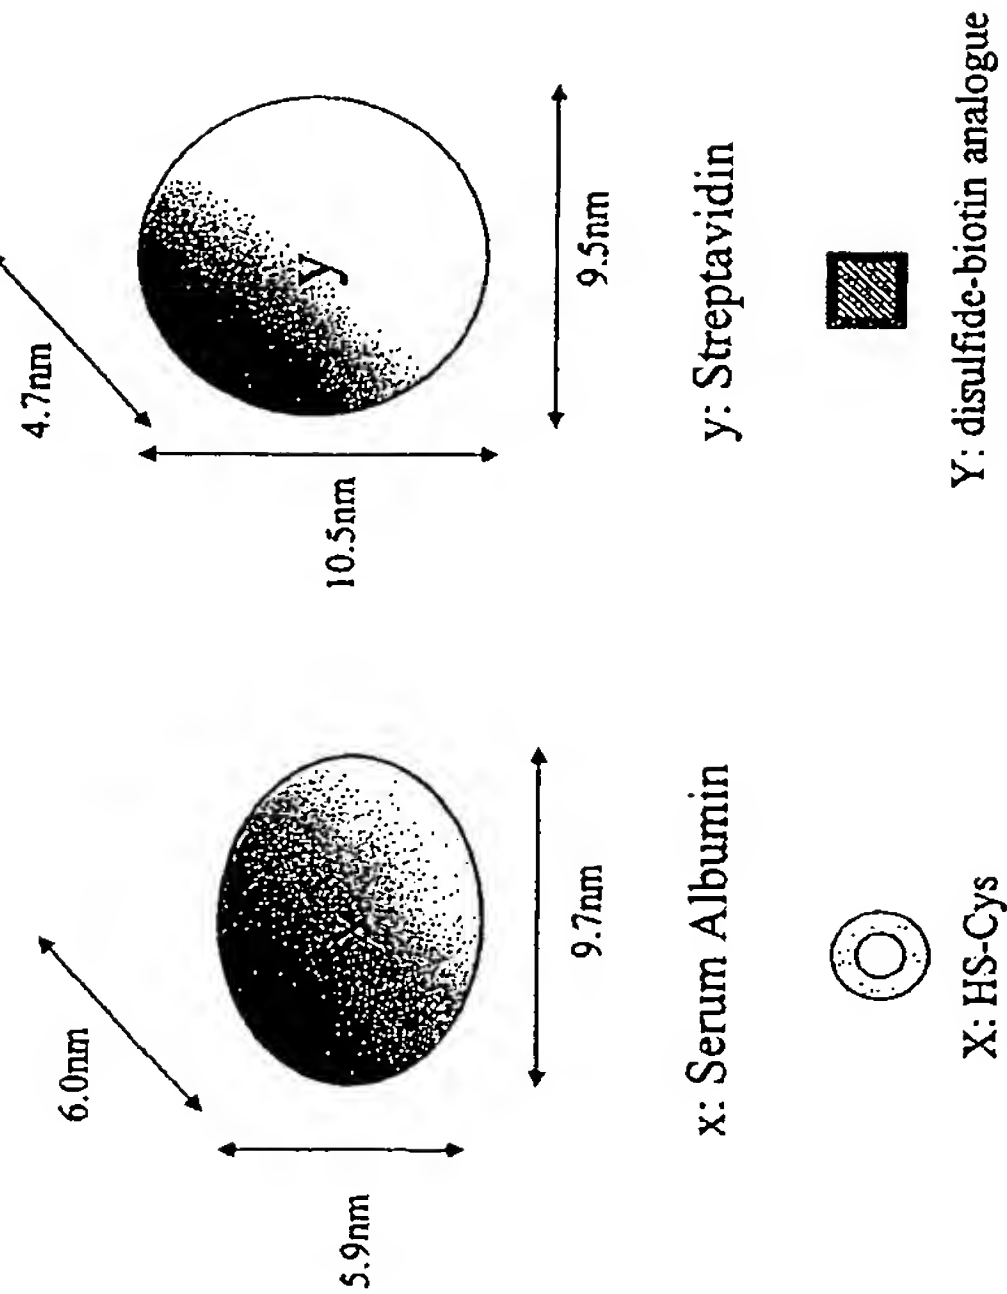 6.0nm
5.9nm
x
9.7nm
x: Serum Albumin
X: HS-Cys
4.7nm
10.5nm
y
9.5nm
y: Streptavidin
Y: disulfide-biotin analogue